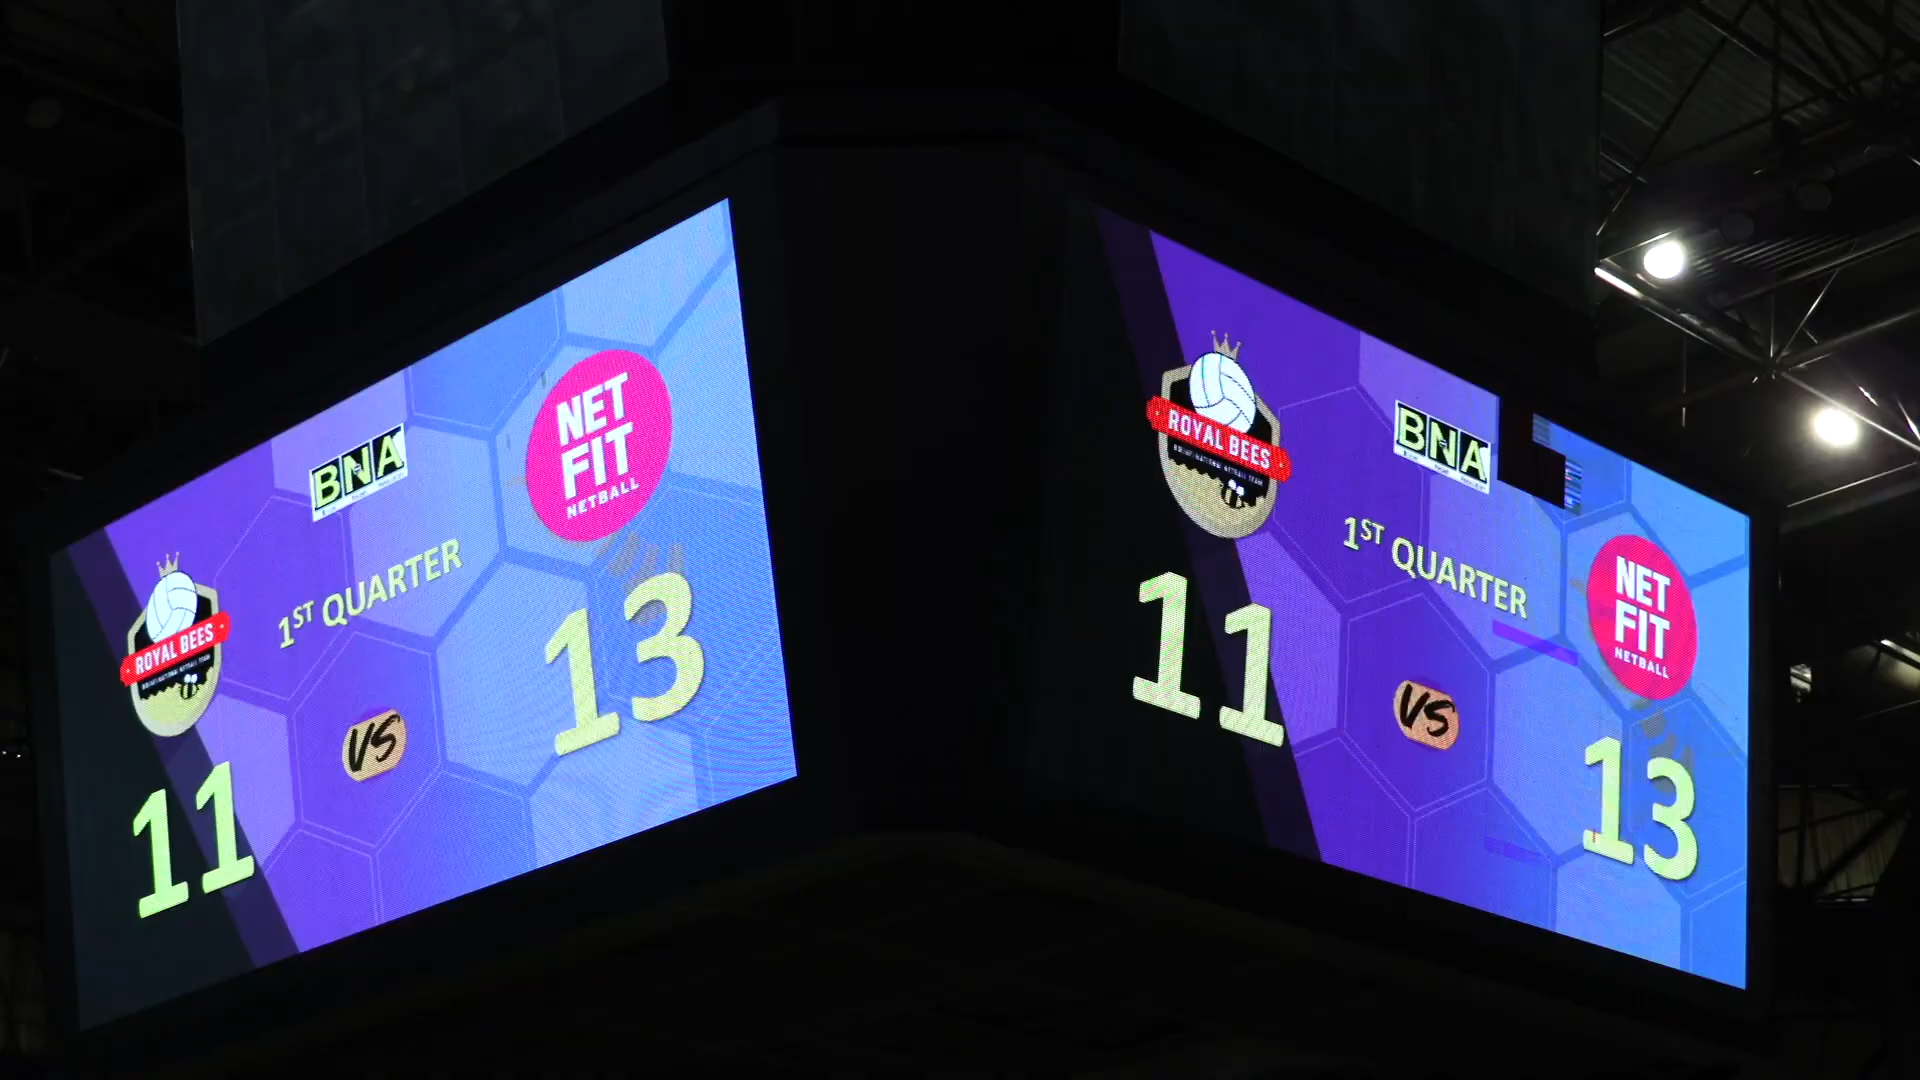 BNA
NET
FIT
NETBALL
1ST QUARTER
ROYAL BEES
VS
11
13
ROYAL BEES
BNA
1ST QUARTER
NET
FIT
NETBALL
11
VS
13